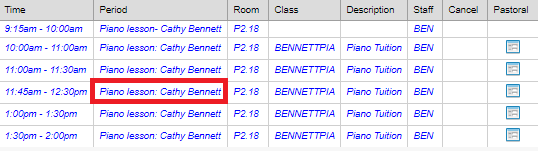 Time Period Room Class Description Staff Cancel Pastoral
9:15am - 10:00am Piano lesson- Cathy Bennett P2.18 BEN
10:00am - 11:00am Piano lesson: Cathy Bennett P2.18 BENNETTPIA Piano Tuition BEN
11:00am - 11:30am Piano lesson: Cathy Bennett P2.18 BENNETTPIA Piano Tuition BEN
11:45am - 12:30pm Piano lesson: Cathy Bennett P2.18 BENNETTPIA Piano Tuition BEN
1:00pm - 1:30pm Piano lesson: Cathy Bennett P2.18 BENNETTPIA Piano Tuition BEN
1:30pm - 2:00pm Piano lesson: Cathy Bennett P2.18 BENNETTPIA Piano Tuition BEN